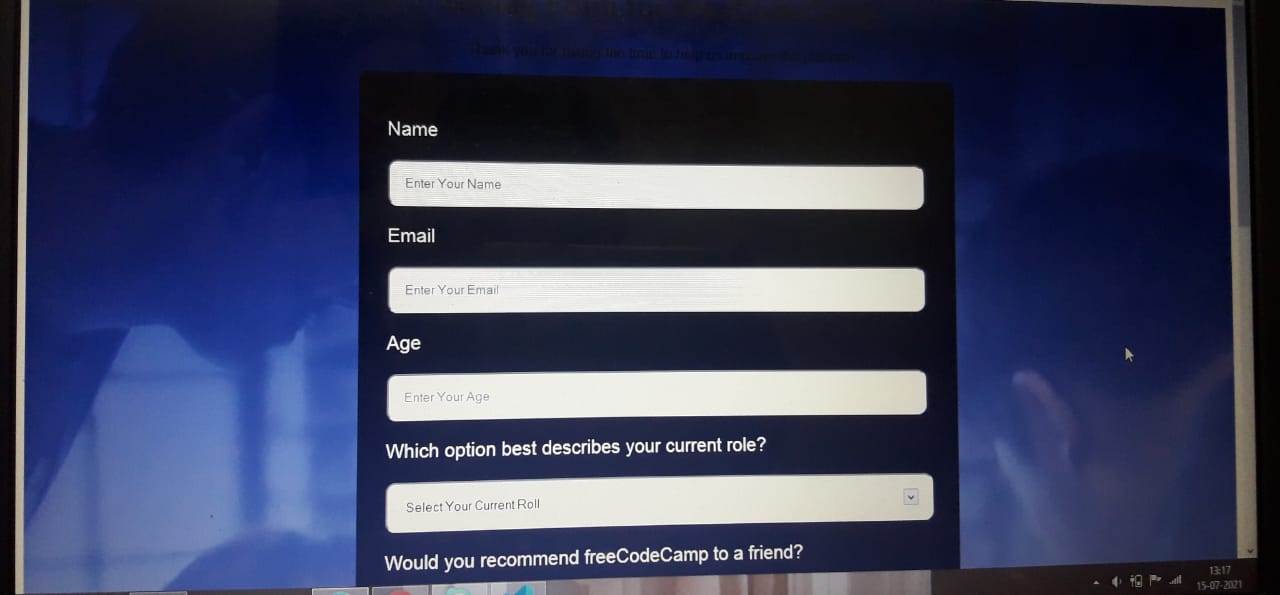 Thank you for taking the time to help us improve the platform
Name
Enter Your Name
Email
Enter Your Email
Age
Enter Your Age
Which option best describes your current role?
Select Your Current Roll
Would you recommend freeCodeCamp to a friend?
13:17
15-07-2021